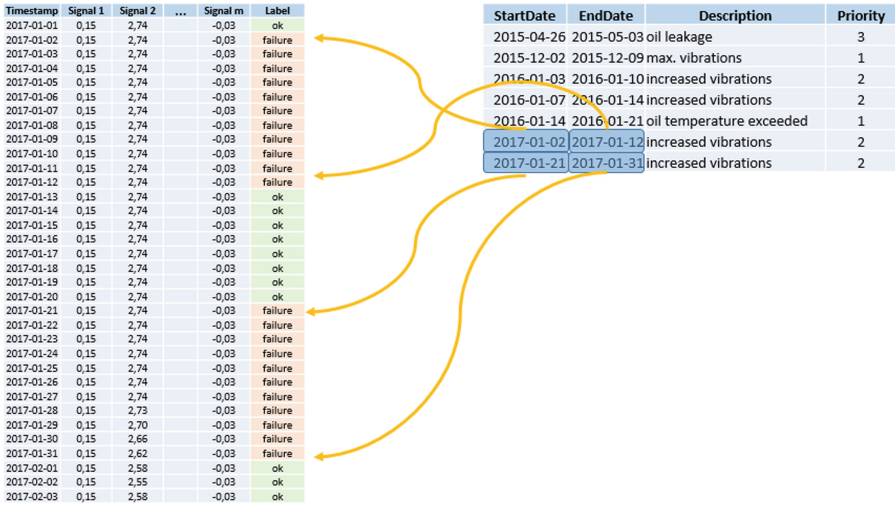 Timestamp Signal 1 Signal 2 ... Signal m Label
2017-01-01 0,15 2,74 -0,03 ok
2017-01-02 0,15 2,74 -0,03 failure
2017-01-03 0,15 2,74 -0,03 failure
2017-01-04 0,15 2,74 -0,03 failure
2017-01-05 0,15 2,74 -0,03 failure
2017-01-06 0,15 2,74 -0,03 failure
2017-01-07 0,15 2,74 -0,03 failure
2017-01-08 0,15 2,74 -0,03 failure
2017-01-09 0,15 2,74 -0,03 failure
2017-01-10 0,15 2,74 -0,03 failure
2017-01-11 0,15 2,74 -0,03 failure
2017-01-12 0,15 2,74 -0,03 failure
2017-01-13 0,15 2,74 -0,03 ok
2017-01-14 0,15 2,74 -0,03 ok
2017-01-15 0,15 2,74 -0,03 ok
2017-01-16 0,15 2,74 -0,03 ok
2017-01-17 0,15 2,74 -0,03 ok
2017-01-18 0,15 2,74 -0,03 ok
2017-01-19 0,15 2,74 -0,03 ok
2017-01-20 0,15 2,74 -0,03 ok
2017-01-21 0,15 2,74 -0,03 failure
2017-01-22 0,15 2,74 -0,03 failure
2017-01-23 0,15 2,74 -0,03 failure
2017-01-24 0,15 2,74 -0,03 failure
2017-01-25 0,15 2,74 -0,03 failure
2017-01-26 0,15 2,74 -0,03 failure
2017-01-27 0,15 2,74 -0,03 failure
2017-01-28 0,15 2,73 -0,03 failure
2017-01-29 0,15 2,70 -0,03 failure
2017-01-30 0,15 2,66 -0,03 failure
2017-01-31 0,15 2,62 -0,03 failure
2017-02-01 0,15 2,58 -0,03 ok
2017-02-02 0,15 2,55 -0,03 ok
2017-02-03 0,15 2,58 -0,03 ok
StartDate EndDate Description Priority
2015-04-26 2015-05-03 oil leakage 3
2015-12-02 2015-12-09 max. vibrations 1
2016-01-03 2016-01-10 increased vibrations 2
2016-01-07 2016-01-14 increased vibrations 2
2016-01-14 2016-01-21 oil temperature exceeded 1
2017-01-02 2017-01-12 increased vibrations 2
2017-01-21 2017-01-31 increased vibrations 2